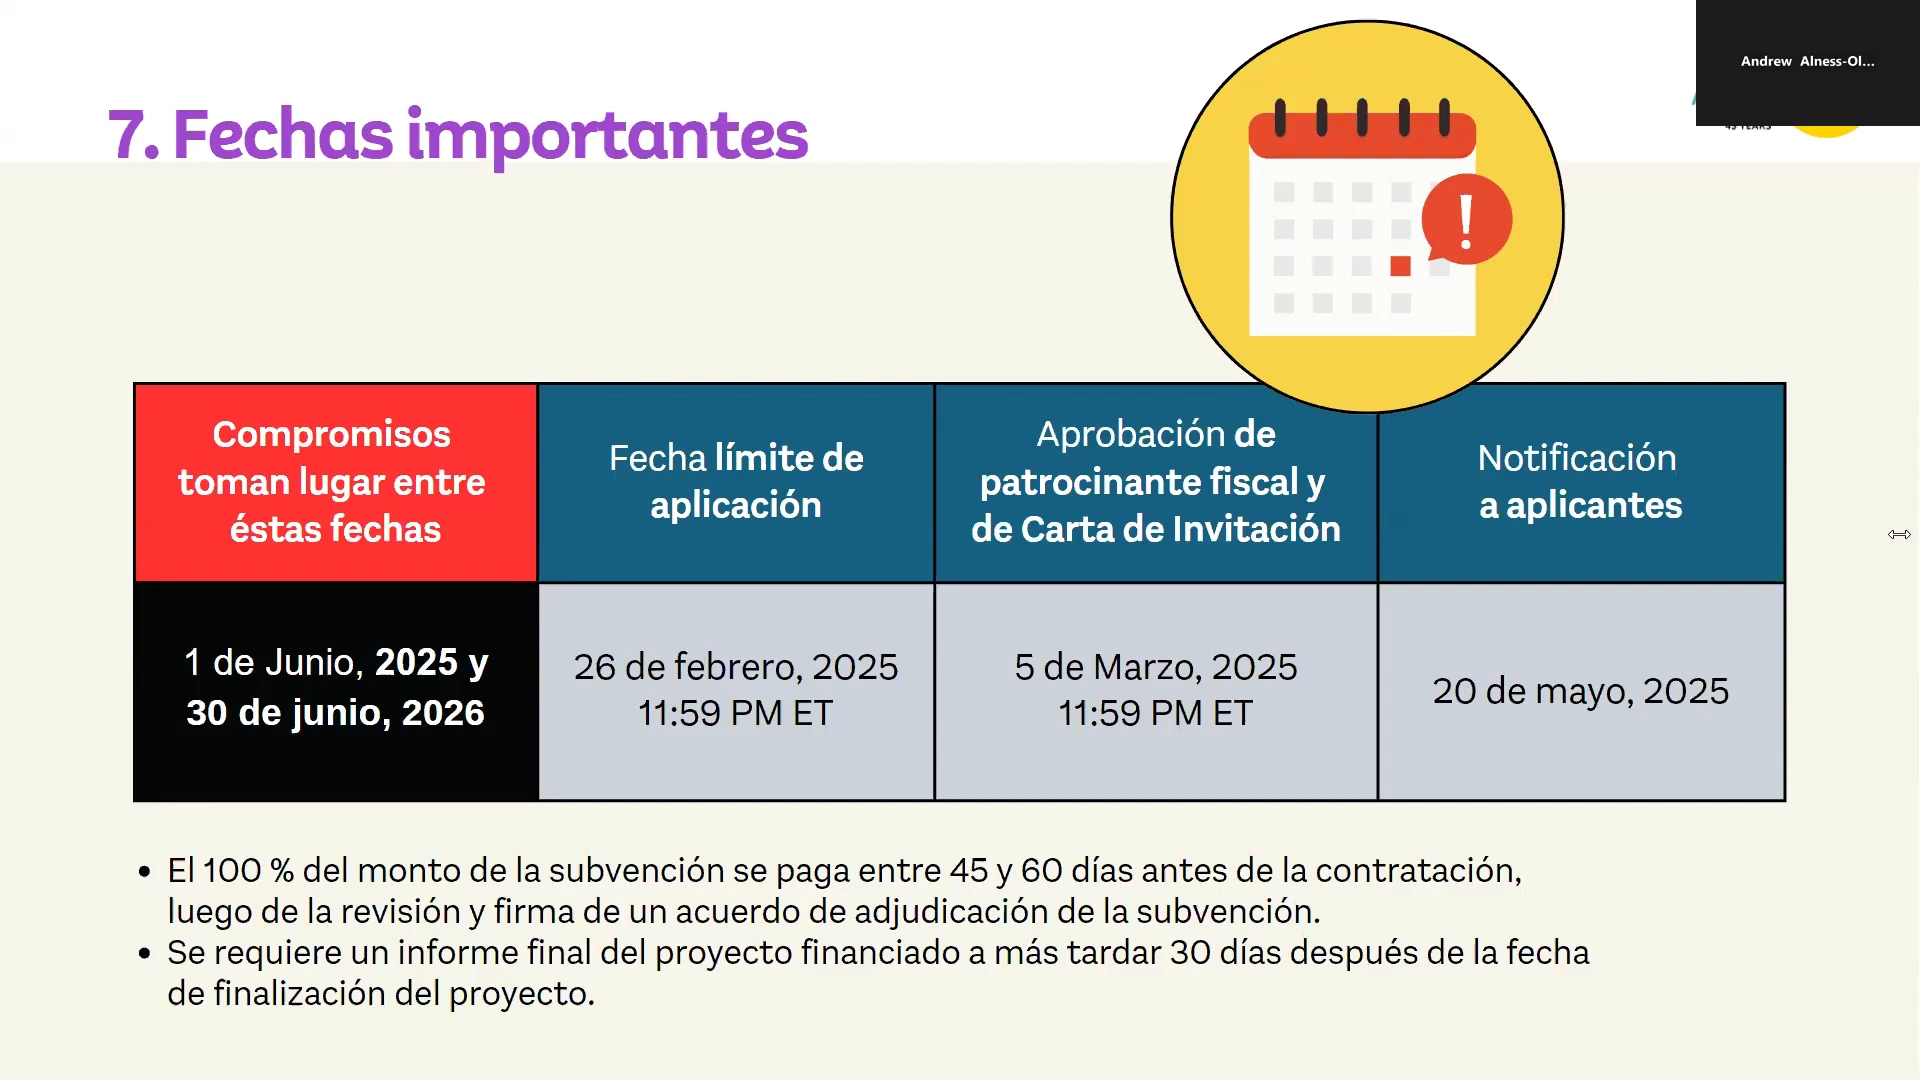 Andrew Alness-Ol...
45 YEARS
7. Fechas importantes
Compromisos
toman lugar entre
éstas fechas
Fecha límite de
aplicación
Aprobación de
patrocinante fiscal y
de Carta de Invitación
Notificación
a aplicantes
1 de Junio, 2025 y
30 de junio, 2026
26 de febrero, 2025
11:59 PM ET
5 de Marzo, 2025
11:59 PM ET
20 de mayo, 2025
• El 100 % del monto de la subvención se paga entre 45 y 60 días antes de la contratación,
luego de la revisión y firma de un acuerdo de adjudicación de la subvención.
• Se requiere un informe final del proyecto financiado a más tardar 30 días después de la fecha
de finalización del proyecto.